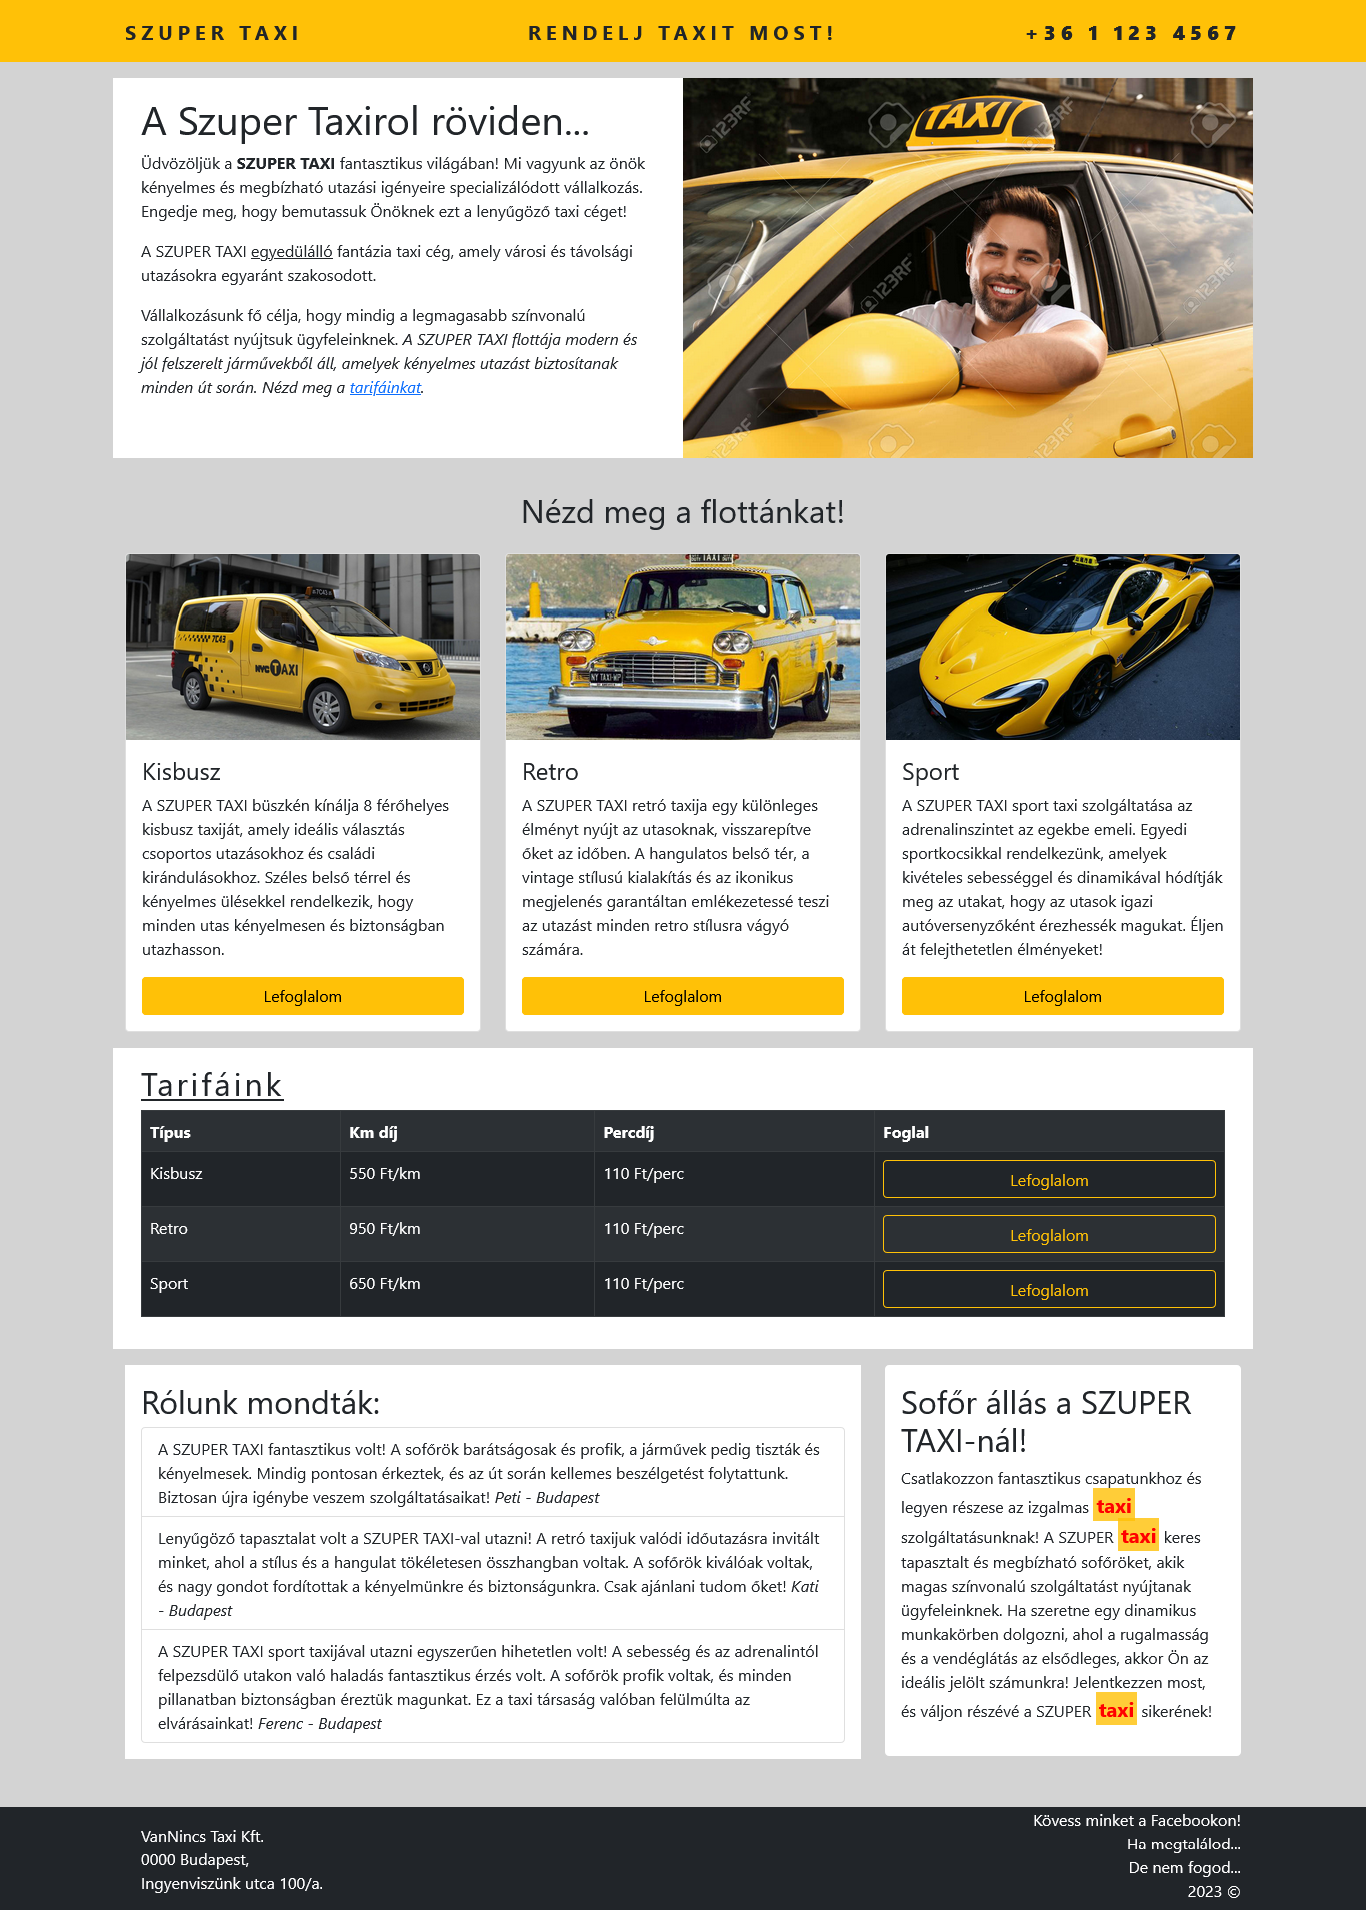 SZUPER TAXI
RENDELJ TAXIT MOST!
+36 1 123 4567
A Szuper Taxirol röviden...
Üdvözöljük a SZUPER TAXI fantasztikus világában! Mi vagyunk az önök
kényelmes és megbízható utazási igényeire specializálódott vállalkozás.
Engedje meg, hogy bemutassuk Önöknek ezt a lenyűgöző taxi céget!
A SZUPER TAXI egyedülálló fantázia taxi cég, amely városi és távolsági
utazásokra egyaránt szakosodott.
Vállalkozásunk fő célja, hogy mindig a legmagasabb színvonalú
szolgáltatást nyújtsuk ügyfeleinknek. A SZUPER TAXI flottája modern és
jól felszerelt járművekből áll, amelyek kényelmes utazást biztosítanak
minden út során. Nézd meg a tarifáinkat.
TAXI
123RF
123RF
123RF
123RF
123RF
123RF
Nézd meg a flottánkat!
7C43
NYC TAXI
TAXI
NY TAXI-MP
Kisbusz
A SZUPER TAXI büszkén kínálja 8 férőhelyes
kisbusz taxiját, amely ideális választás
csoportos utazásokhoz és családi
kirándulásokhoz. Széles belső térrel és
kényelmes ülésekkel rendelkezik, hogy
minden utas kényelmesen és biztonságban
utazhasson.
Lefoglalom
Retro
A SZUPER TAXI retró taxija egy különleges
élményt nyújt az utasoknak, visszarepítve
őket az időben. A hangulatos belső tér, a
vintage stílusú kialakítás és az ikonikus
megjelenés garantáltan emlékezetessé teszi
az utazást minden retro stílusra vágyó
számára.
Lefoglalom
Sport
A SZUPER TAXI sport taxi szolgáltatása az
adrenalinszintet az egekbe emeli. Egyedi
sportkocsikkal rendelkezünk, amelyek
kivételes sebességgel és dinamikával hódítják
meg az utakat, hogy az utasok igazi
autóversenyzőként érezhessék magukat. Éljen
át felejthetetlen élményeket!
Lefoglalom
Tarifáink
Típus Km díj Percdíj Foglal
Kisbusz 550 Ft/km 110 Ft/perc Lefoglalom
Retro 950 Ft/km 110 Ft/perc Lefoglalom
Sport 650 Ft/km 110 Ft/perc Lefoglalom
Rólunk mondták:
A SZUPER TAXI fantasztikus volt! A sofőrök barátságosak és profik, a járművek pedig tiszták és
kényelmesek. Mindig pontosan érkeztek, és az út során kellemes beszélgetést folytattunk.
Biztosan újra igénybe veszem szolgáltatásaikat! Peti - Budapest
Lenyűgöző tapasztalat volt a SZUPER TAXI-val utazni! A retró taxijuk valódi időutazásra invitált
minket, ahol a stílus és a hangulat tökéletesen összhangban voltak. A sofőrök kiválóak voltak,
és nagy gondot fordítottak a kényelmünkre és biztonságunkra. Csak ajánlani tudom őket! Kati
- Budapest
A SZUPER TAXI sport taxijával utazni egyszerűen hihetetlen volt! A sebesség és az adrenalintól
felpezsdülő utakon való haladás fantasztikus érzés volt. A sofőrök profik voltak, és minden
pillanatban biztonságban éreztük magunkat. Ez a taxi társaság valóban felülmúlta az
elvárásainkat! Ferenc - Budapest
Sofőr állás a SZUPER
TAXI-nál!
Csatlakozzon fantasztikus csapatunkhoz és
legyen részese az izgalmas taxi
szolgáltatásunknak! A SZUPER taxi keres
tapasztalt és megbízható sofőröket, akik
magas színvonalú szolgáltatást nyújtanak
ügyfeleinknek. Ha szeretne egy dinamikus
munkakörben dolgozni, ahol a rugalmasság
és a vendéglátás az elsődleges, akkor Ön az
ideális jelölt számunkra! Jelentkezzen most,
és váljon részévé a SZUPER taxi sikerének!
VanNincs Taxi Kft.
0000 Budapest,
Ingyenviszünk utca 100/a.
Kövess minket a Facebookon!
Ha megtalálod...
De nem fogod...
2023 ©